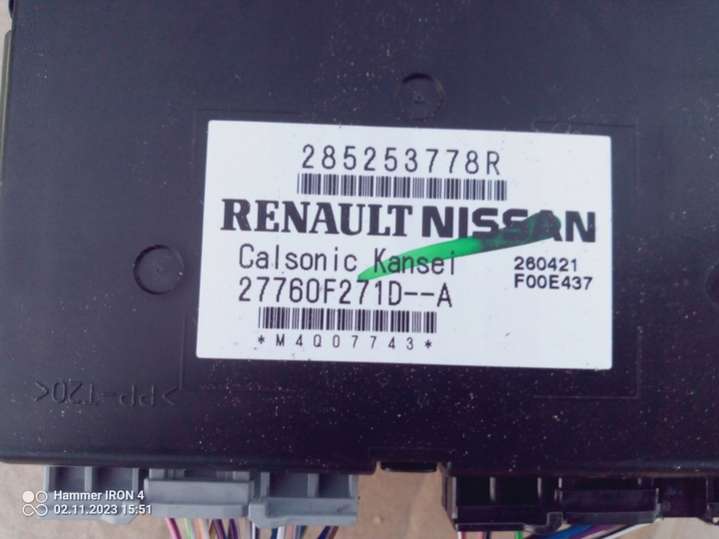 285253778R
RENAULT NISSAN
Calsonic Kansei
260421
27760F271D--A
F00E437
*M4Q07743*
>PP-T20<
Hammer IRON 4
02.11.2023 15:51